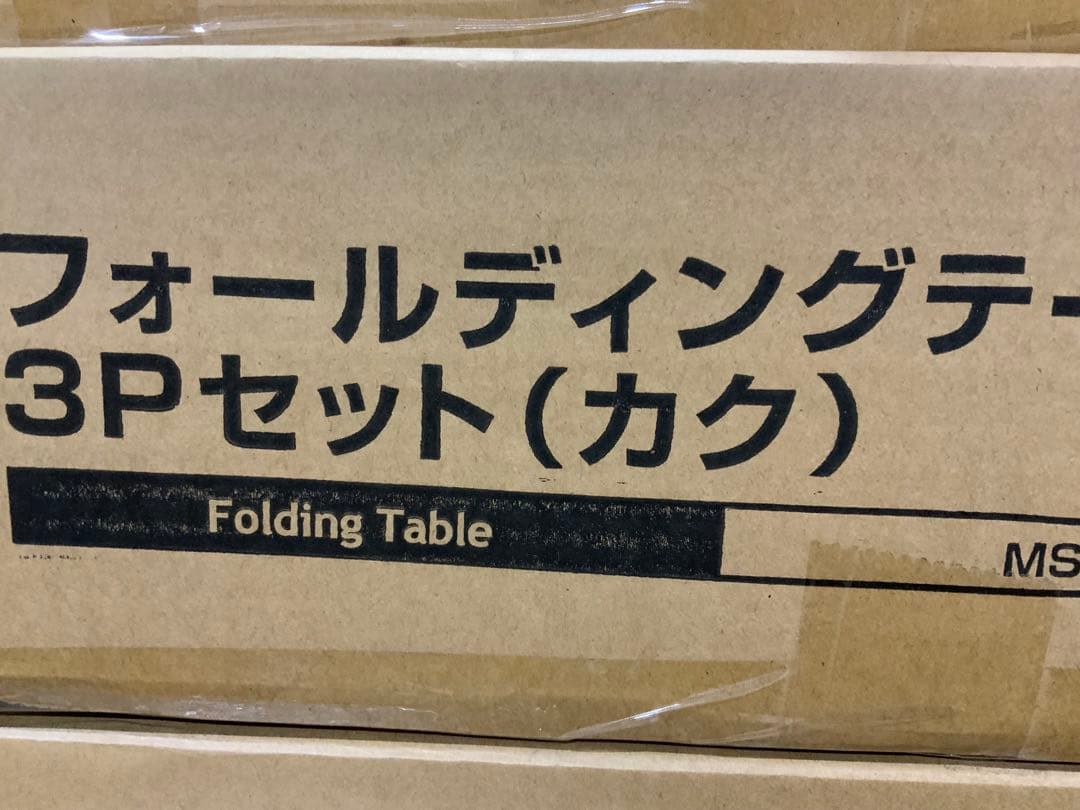 フォールディングテー
3Pセット(カク)
Folding Table
MS